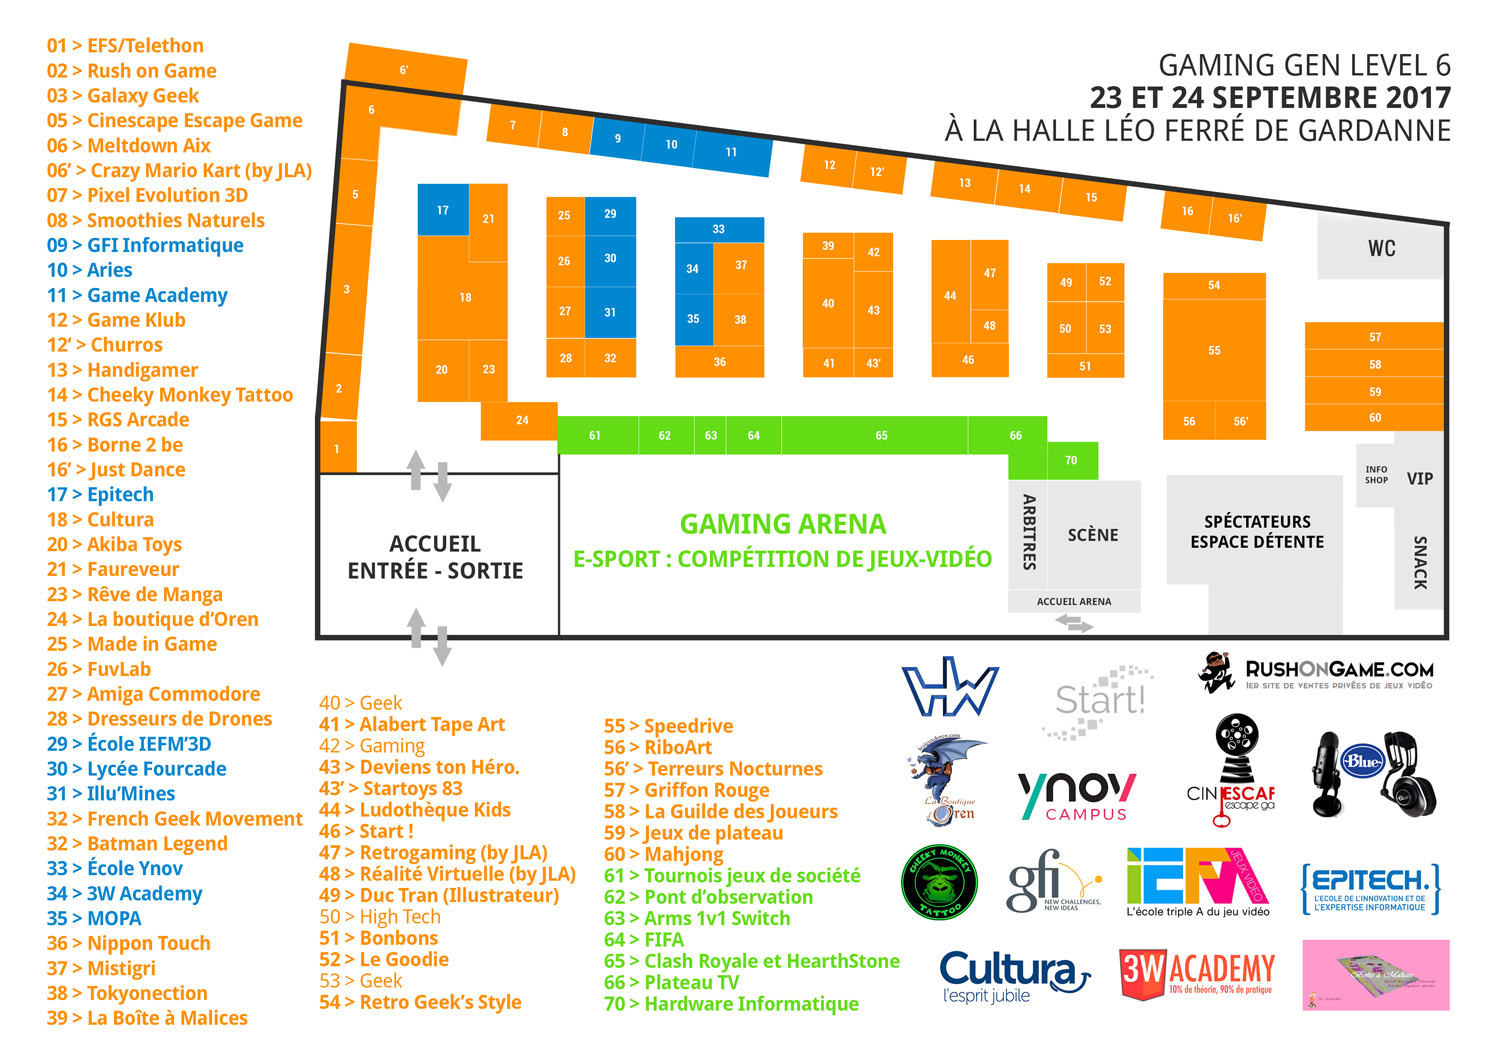 01 > EFS/Telethon
02 > Rush on Game
03 > Galaxy Geek
05 > Cinescape Escape Game
06 > Meltdown Aix
06’ > Crazy Mario Kart (by JLA)
07 > Pixel Evolution 3D
08 > Smoothies Naturels
09 > GFI Informatique
10 > Aries
11 > Game Academy
12 > Game Klub
12’ > Churros
13 > Handigamer
14 > Cheeky Monkey Tattoo
15 > RGS Arcade
16 > Borne 2 be
16’ > Just Dance
17 > Epitech
18 > Cultura
20 > Akiba Toys
21 > Faureveur
23 > Rêve de Manga
24 > La boutique d’Oren
25 > Made in Game
26 > FuvLab
27 > Amiga Commodore
28 > Dresseurs de Drones
29 > École IEFM’3D
30 > Lycée Fourcade
31 > Illu’Mines
32 > French Geek Movement
32 > Batman Legend
33 > École Ynov
34 > 3W Academy
35 > MOPA
36 > Nippon Touch
37 > Mistigri
38 > Tokyonection
39 > La Boîte à Malices
40 > Geek
41 > Alabert Tape Art
42 > Gaming
43 > Deviens ton Héro.
43’ > Startoys 83
44 > Ludothèque Kids
46 > Start !
47 > Retrogaming (by JLA)
48 > Réalité Virtuelle (by JLA)
49 > Duc Tran (Illustrateur)
50 > High Tech
51 > Bonbons
52 > Le Goodie
53 > Geek
54 > Retro Geek’s Style
55 > Speedrive
56 > RiboArt
56’ > Terreurs Nocturnes
57 > Griffon Rouge
58 > La Guilde des Joueurs
59 > Jeux de plateau
60 > Mahjong
61 > Tournois jeux de société
62 > Pont d’observation
63 > Arms 1v1 Switch
64 > FIFA
65 > Clash Royale et HearthStone
66 > Plateau TV
70 > Hardware Informatique
GAMING GEN LEVEL 6
23 ET 24 SEPTEMBRE 2017
À LA HALLE LÉO FERRÉ DE GARDANNE
6’
6
7 8 9 10 11
12 12’
13 14 15
16 16’
5
3
2
1
17 21
18
20 23
24
25 29
26 30
27 31
28 32
33
34 37
35 38
36
39 42
40 43
41 43’
44 47
48
46
49 52
50 53
51
54
55
56 56’
57
58
59
60
61 62 63 64 65 66
70
WC
INFO
SHOP
VIP
SNACK
SPÉCTATEURS
ESPACE DÉTENTE
ARBITRES
SCÈNE
ACCUEIL ARENA
ACCUEIL
ENTRÉE - SORTIE
GAMING ARENA
E-SPORT : COMPÉTITION DE JEUX-VIDÉO
HW
Start!
RUSHONGAME.COM
1ER SITE DE VENTES PRIVÉES DE JEUX VIDÉO
La Boutique
d'Oren
YNOV
CAMPUS
CINESCAP
escape ga
Blue
CHEEKY MONKEY
TATTOO
gfi
NEW CHALLENGES,
NEW IDEAS
IEFM
JEUX VIDÉO
L'école triple A du jeu vidéo
{EPITECH.}
L'ECOLE DE L'INNOVATION ET DE
L'EXPERTISE INFORMATIQUE
Cultura
l'esprit jubile
3W ACADEMY
10% de théorie, 90% de pratique
Boîte à Malices